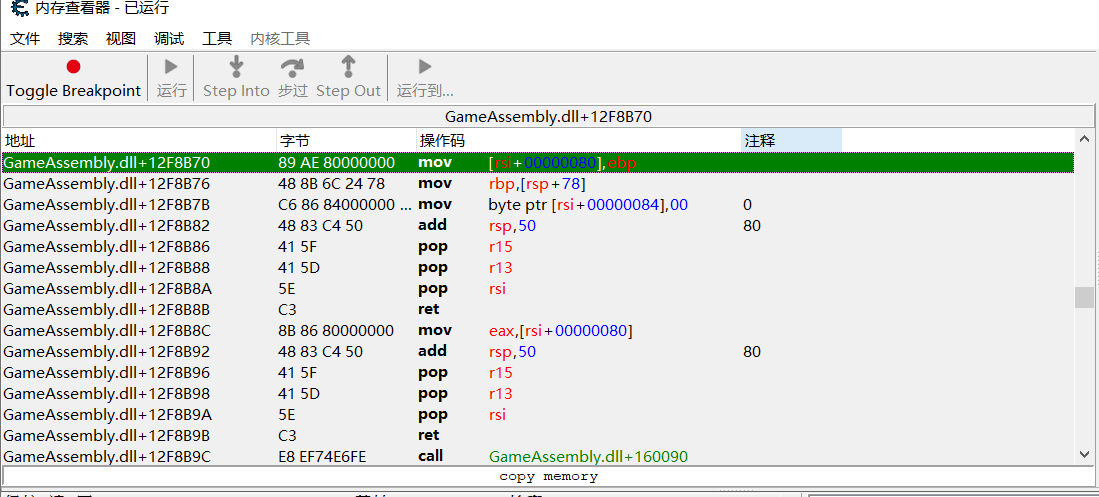 内存查看器 - 已运行
文件 搜索 视图 调试 工具 内核工具
Toggle Breakpoint 运行 Step Into 步过 Step Out 运行到...
GameAssembly.dll+12F8B70
地址 字节 操作码 注释
GameAssembly.dll+12F8B70 89 AE 80000000 mov [rsi+00000080],ebp
GameAssembly.dll+12F8B76 48 8B 6C 24 78 mov rbp,[rsp+78]
GameAssembly.dll+12F8B7B C6 86 84000000 ... mov byte ptr [rsi+00000084],00 0
GameAssembly.dll+12F8B82 48 83 C4 50 add rsp,50 80
GameAssembly.dll+12F8B86 41 5F pop r15
GameAssembly.dll+12F8B88 41 5D pop r13
GameAssembly.dll+12F8B8A 5E pop rsi
GameAssembly.dll+12F8B8B C3 ret
GameAssembly.dll+12F8B8C 8B 86 80000000 mov eax,[rsi+00000080]
GameAssembly.dll+12F8B92 48 83 C4 50 add rsp,50 80
GameAssembly.dll+12F8B96 41 5F pop r15
GameAssembly.dll+12F8B98 41 5D pop r13
GameAssembly.dll+12F8B9A 5E pop rsi
GameAssembly.dll+12F8B9B C3 ret
GameAssembly.dll+12F8B9C E8 EF74E6FE call GameAssembly.dll+160090
copy memory